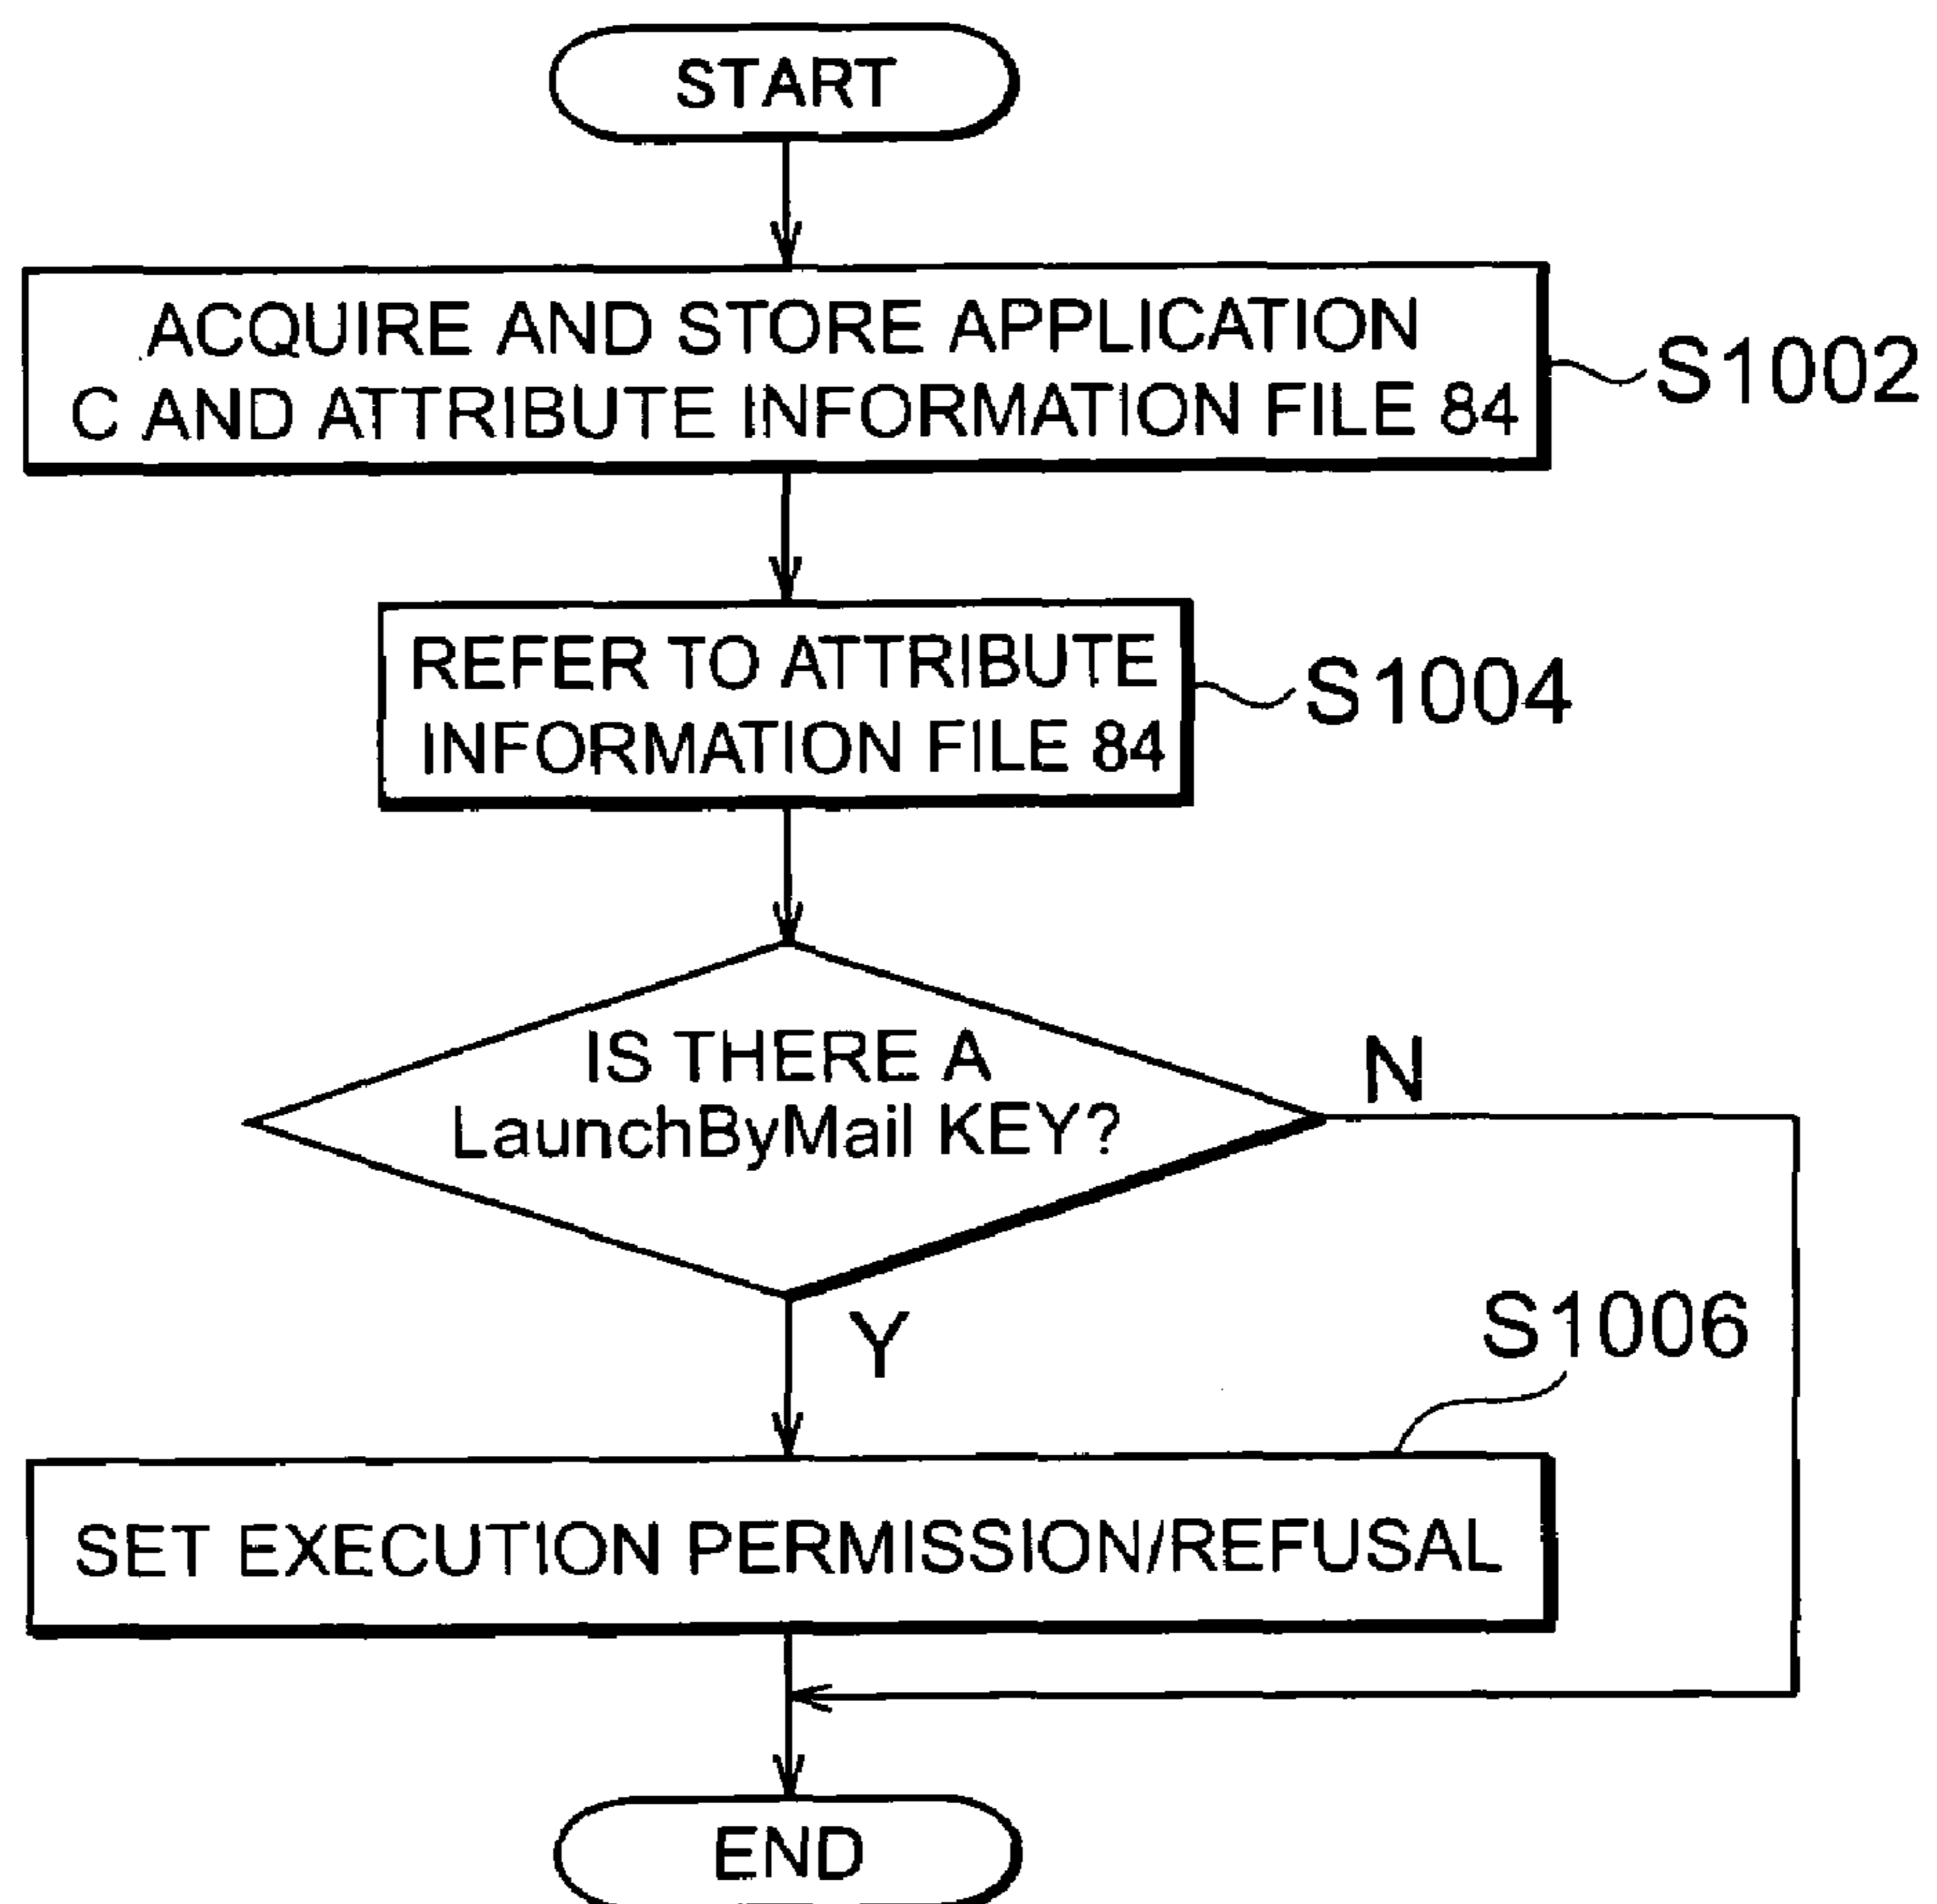 START
ACQUIRE AND STORE APPLICATION
C AND ATTRIBUTE INFORMATION FILE 84
S1002
REFER TO ATTRIBUTE
INFORMATION FILE 84
S1004
IS THERE A
LaunchByMail KEY?
N
Y
S1006
SET EXECUTION PERMISSION/REFUSAL
END